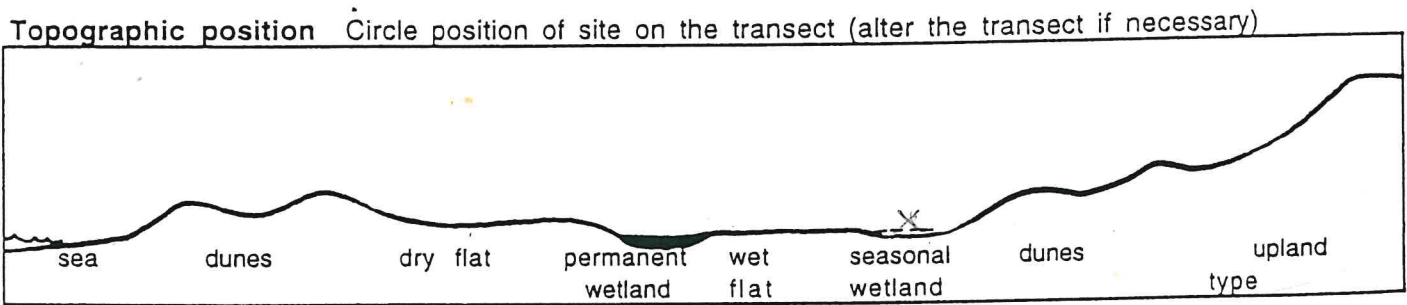 Topographic position Circle position of site on the transect (alter the transect if necessary)
sea dunes dry flat permanent wet seasonal dunes upland
wetland flat wetland type
X